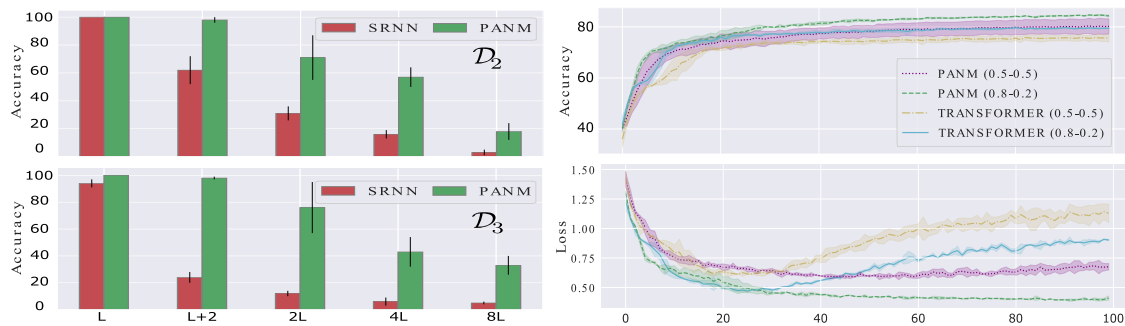 100
80
60
40
20
0
Accuracy
SRNN PANM
D₂
100
80
60
40
20
0
Accuracy
SRNN PANM
D₃
L L+2 2L 4L 8L
80
60
40
Accuracy
PANM (0.5-0.5)
PANM (0.8-0.2)
TRANSFORMER (0.5-0.5)
TRANSFORMER (0.8-0.2)
1.50
1.25
1.00
0.75
0.50
Loss
0 20 40 60 80 100